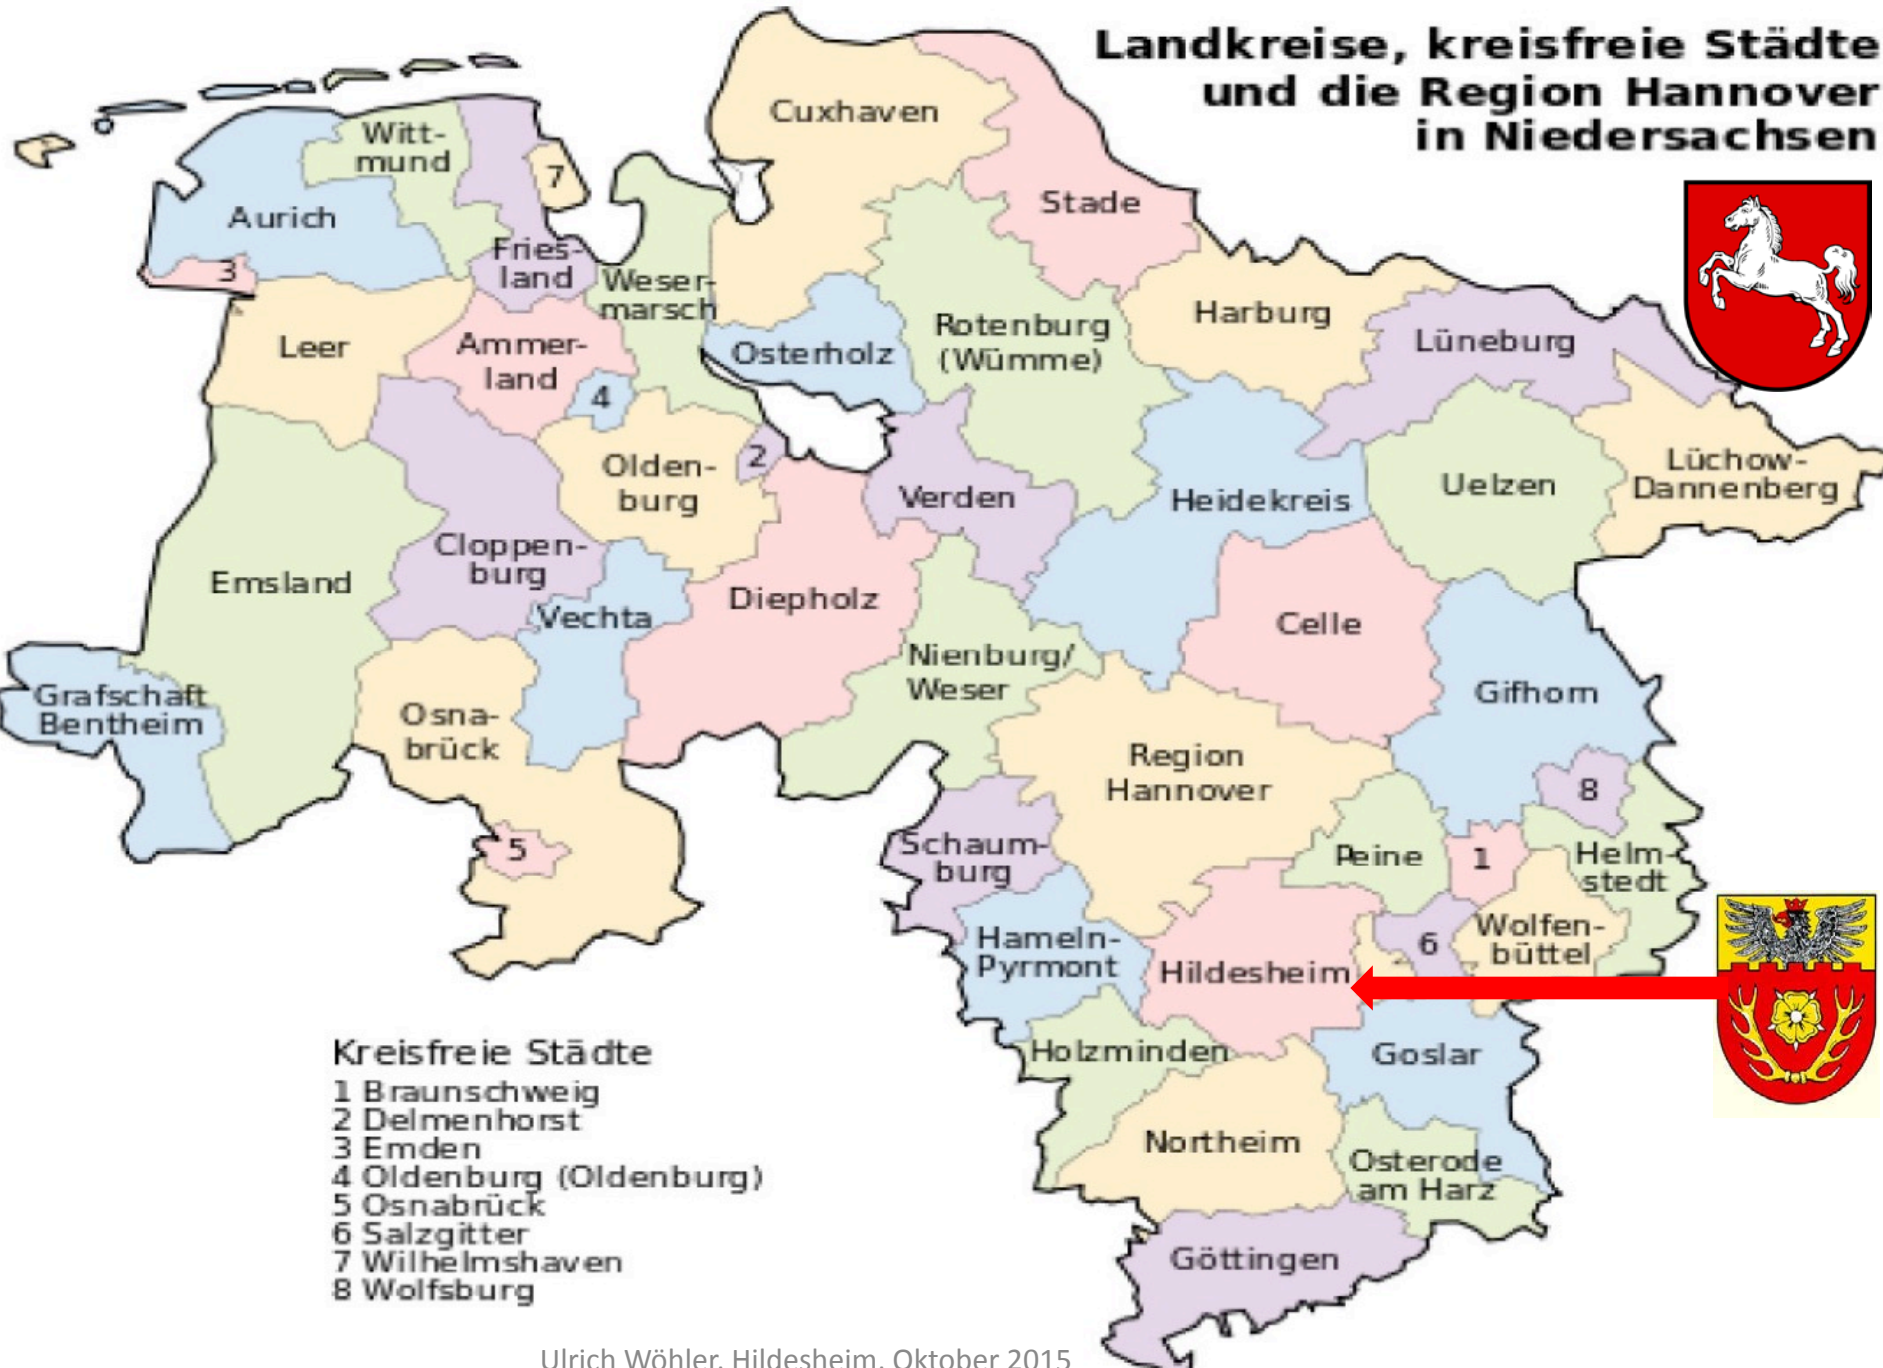 Landkreise, kreisfreie Städte
und die Region Hannover
in Niedersachsen
Cuxhaven
Witt-
mund
7
Stade
Aurich
Fries-
land
3
Weser-
marsch
Harburg
Rotenburg
(Wümme)
Lüneburg
Leer
Ammer-
land
Osterholz
4
2
Olden-
burg
Verden
Heidekreis
Uelzen
Lüchow-
Dannenberg
Cloppen-
burg
Emsland
Vechta
Diepholz
Celle
Nienburg/
Weser
Grafschaft
Bentheim
Gifhorn
Osna-
brück
Region
Hannover
8
5
Schaum-
burg
Peine
1
Helm-
stedt
Hameln-
Pyrmont
6
Wolfen-
büttel
Hildesheim
Holzminden
Goslar
Northeim
Osterode
am Harz
Göttingen
Kreisfreie Städte
1 Braunschweig
2 Delmenhorst
3 Emden
4 Oldenburg (Oldenburg)
5 Osnabrück
6 Salzgitter
7 Wilhelmshaven
8 Wolfsburg
Ulrich Wöhler, Hildesheim, Oktober 2015